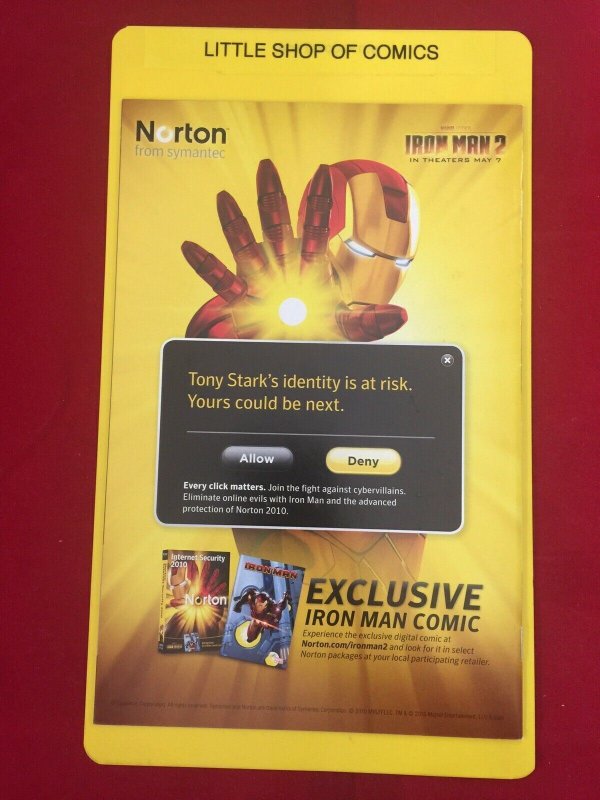 LITTLE SHOP OF COMICS
Norton
from symantec
IRON MAN 2
IN THEATERS MAY 7
Tony Stark's identity is at risk.
Yours could be next.
Allow
Deny
Every click matters. Join the fight against cybervillains.
Eliminate online evils with Iron Man and the advanced
protection of Norton 2010.
Internet Security
2010
Norton
IRON MAN
EXCLUSIVE
IRON MAN COMIC
Experience the exclusive digital comic at
Norton.com/ironman2 and look for it in select
Norton packages at your local participating retailer.